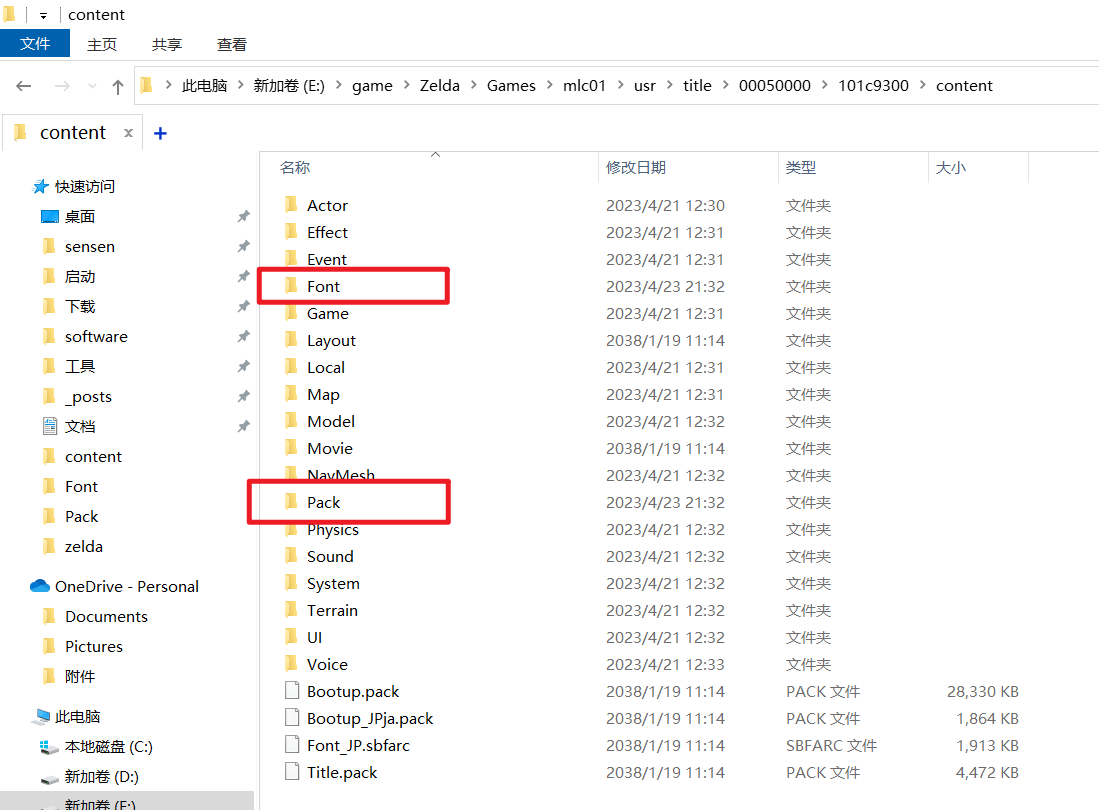 content
文件 主页 共享 查看
此电脑 新加卷 (E:) game Zelda Games mlc01 usr title 00050000 101c9300 content
content x +
名称 修改日期 类型 大小
快速访问
桌面
sensen
启动
下载
software
工具
_posts
文档
content
Font
Pack
zelda
OneDrive - Personal
Documents
Pictures
附件
此电脑
本地磁盘 (C:)
新加卷 (D:)
新加卷 (E:)
Actor 2023/4/21 12:30 文件夹
Effect 2023/4/21 12:31 文件夹
Event 2023/4/21 12:31 文件夹
Font 2023/4/23 21:32 文件夹
Game 2023/4/21 12:31 文件夹
Layout 2038/1/19 11:14 文件夹
Local 2023/4/21 12:31 文件夹
Map 2023/4/21 12:31 文件夹
Model 2023/4/21 12:32 文件夹
Movie 2038/1/19 11:14 文件夹
NavMesh 2023/4/21 12:32 文件夹
Pack 2023/4/23 21:32 文件夹
Physics 2023/4/21 12:32 文件夹
Sound 2023/4/21 12:32 文件夹
System 2023/4/21 12:32 文件夹
Terrain 2023/4/21 12:32 文件夹
UI 2023/4/21 12:32 文件夹
Voice 2023/4/21 12:33 文件夹
Bootup.pack 2038/1/19 11:14 PACK 文件 28,330 KB
Bootup_JPja.pack 2038/1/19 11:14 PACK 文件 1,864 KB
Font_JP.sbfarc 2038/1/19 11:14 SBFARC 文件 1,913 KB
Title.pack 2038/1/19 11:14 PACK 文件 4,472 KB